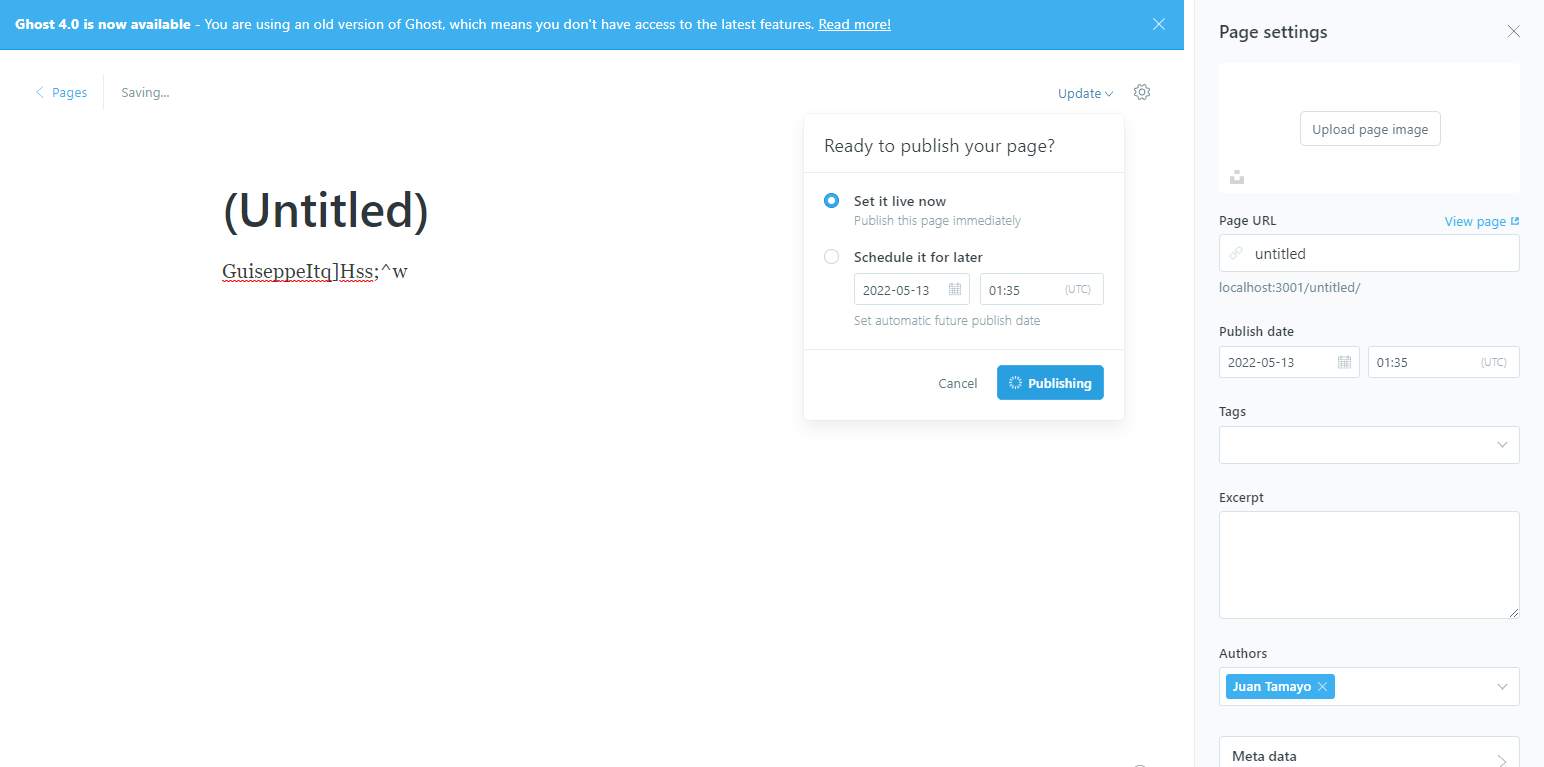 Ghost 4.0 is now available - You are using an old version of Ghost, which means you don't have access to the latest features. Read more!
Pages
Saving...
Update
(Untitled)
GuiseppeItq]Hss;^w
Ready to publish your page?
Set it live now
Publish this page immediately
Schedule it for later
2022-05-13 01:35 (UTC)
Set automatic future publish date
Cancel
Publishing
Page settings
Upload page image
Page URL View page
untitled
localhost:3001/untitled/
Publish date
2022-05-13 01:35 (UTC)
Tags
Excerpt
Authors
Juan Tamayo
Meta data